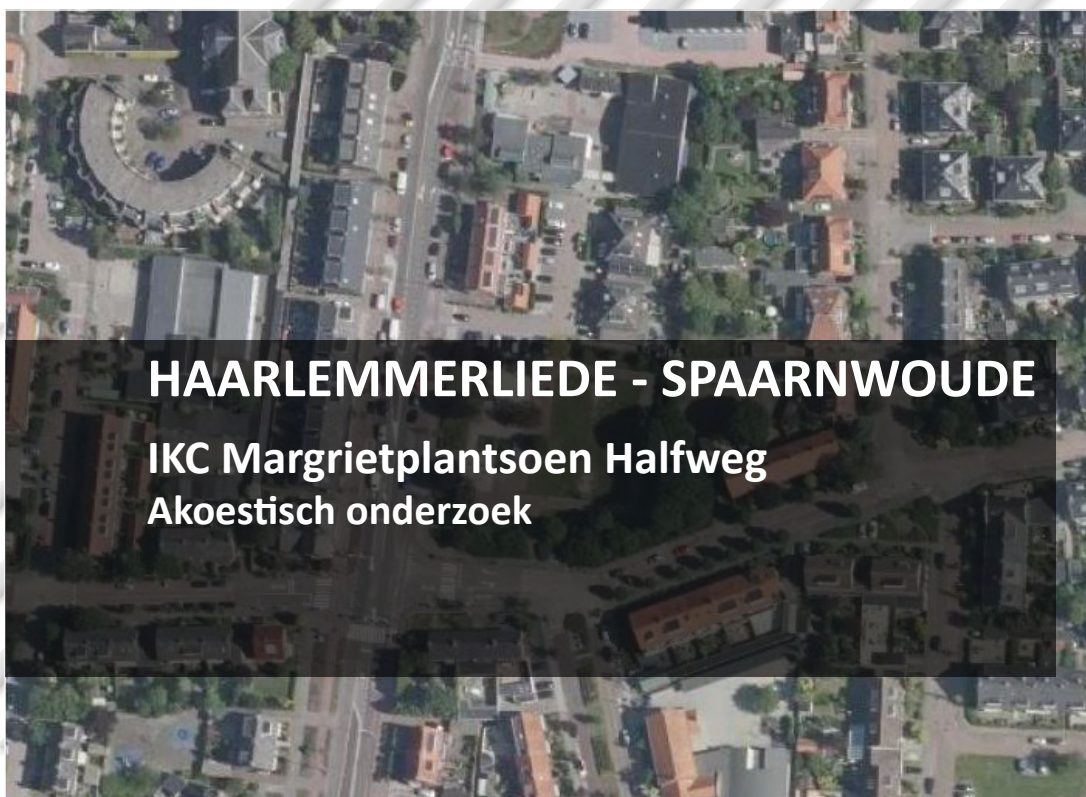 HAARLEMMERLIEDE - SPAARNWOUDE
IKC Margrietplantsoen Halfweg
Akoestisch onderzoek